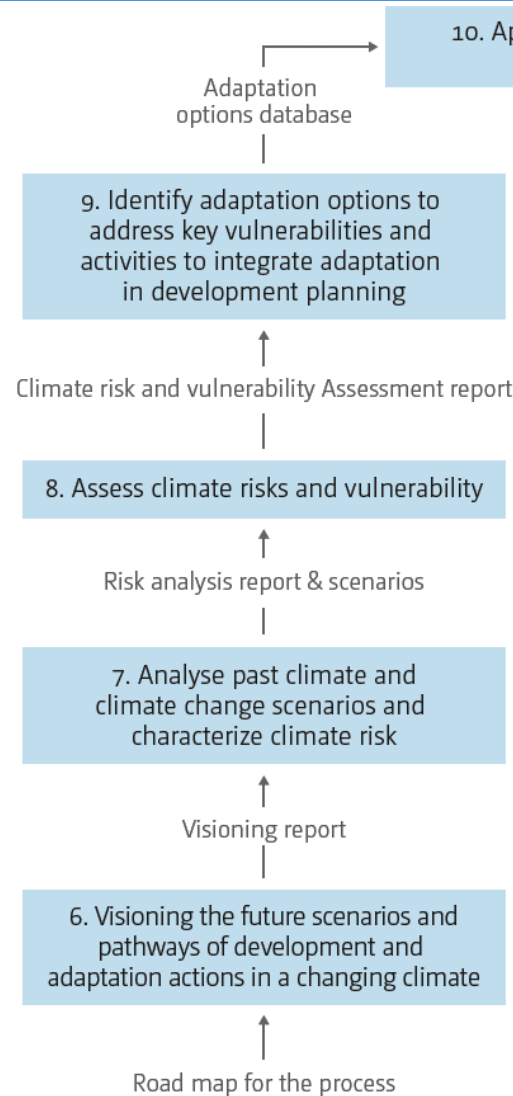 10.
Adaptation
options database
9. Identify adaptation options to
address key vulnerabilities and
activities to integrate adaptation
in development planning
Climate risk and vulnerability Assessment report
8. Assess climate risks and vulnerability
Risk analysis report & scenarios
7. Analyse past climate and
climate change scenarios and
characterize climate risk
Visioning report
6. Visioning the future scenarios and
pathways of development and
adaptation actions in a changing climate
Road map for the process